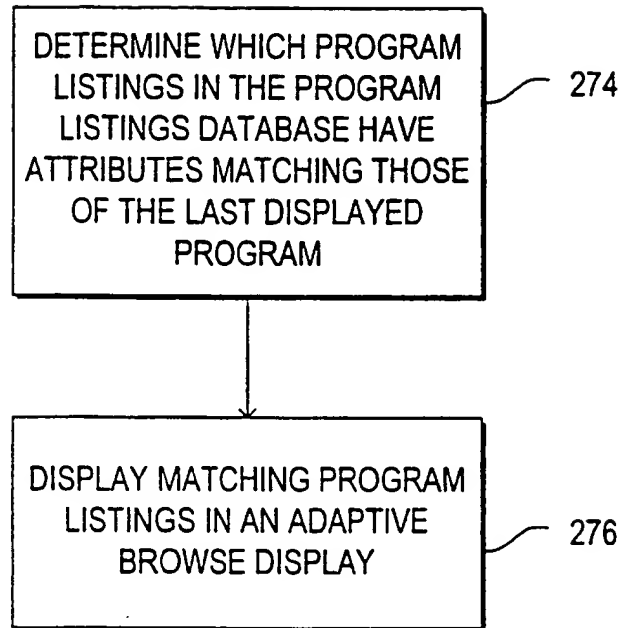 DETERMINE WHICH PROGRAM
LISTINGS IN THE PROGRAM
LISTINGS DATABASE HAVE
ATTRIBUTES MATCHING THOSE
OF THE LAST DISPLAYED
PROGRAM
274
DISPLAY MATCHING PROGRAM
LISTINGS IN AN ADAPTIVE
BROWSE DISPLAY
276